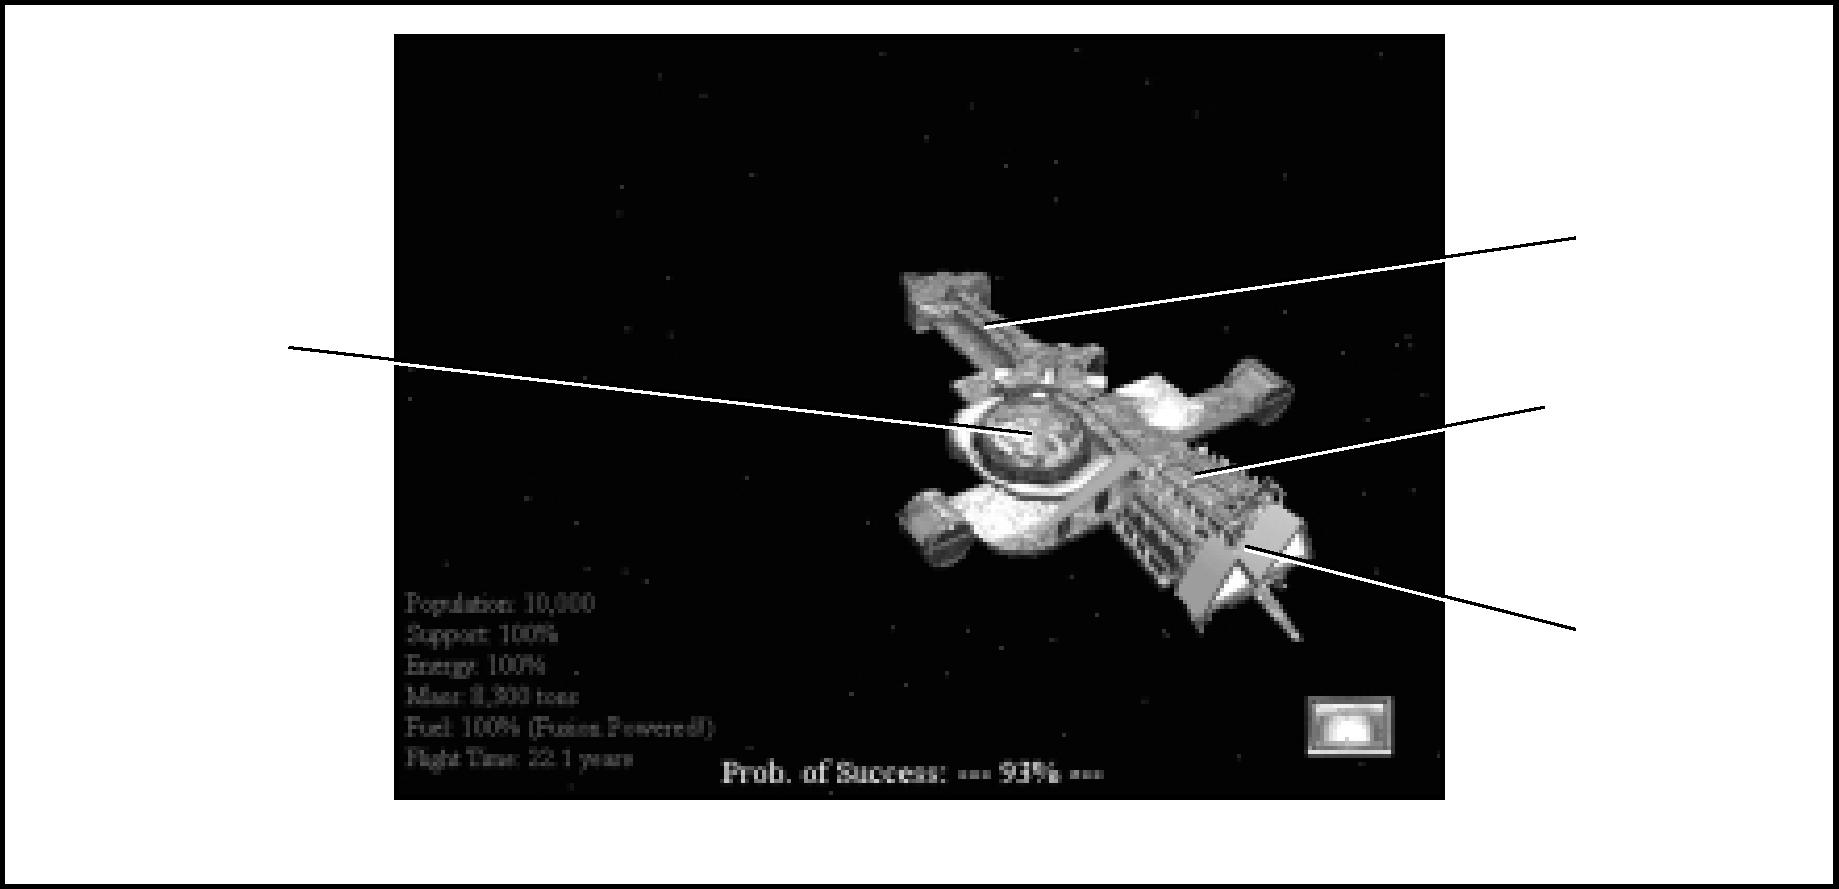 Population: 10,000
Support: 100%
Energy: 100%
Mass: 8,300 tons
Fuel: 100% (Fusion Powered!)
Flight Time: 22.1 years
Prob. of Success: --- 93% ---